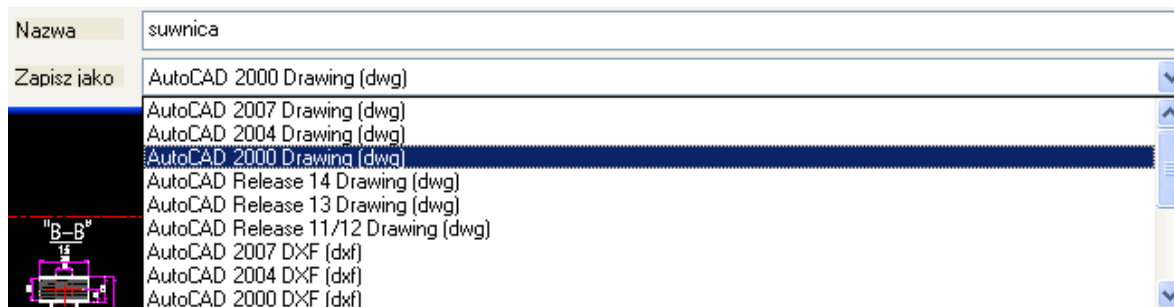 Nazwa suwnica
Zapisz jako AutoCAD 2000 Drawing (dwg)
AutoCAD 2007 Drawing (dwg)
AutoCAD 2004 Drawing (dwg)
AutoCAD 2000 Drawing (dwg)
AutoCAD Release 14 Drawing (dwg)
AutoCAD Release 13 Drawing (dwg)
AutoCAD Release 11/12 Drawing (dwg)
AutoCAD 2007 DXF (dxf)
AutoCAD 2004 DXF (dxf)
AutoCAD 2000 DXF (dxf)
"B-B"